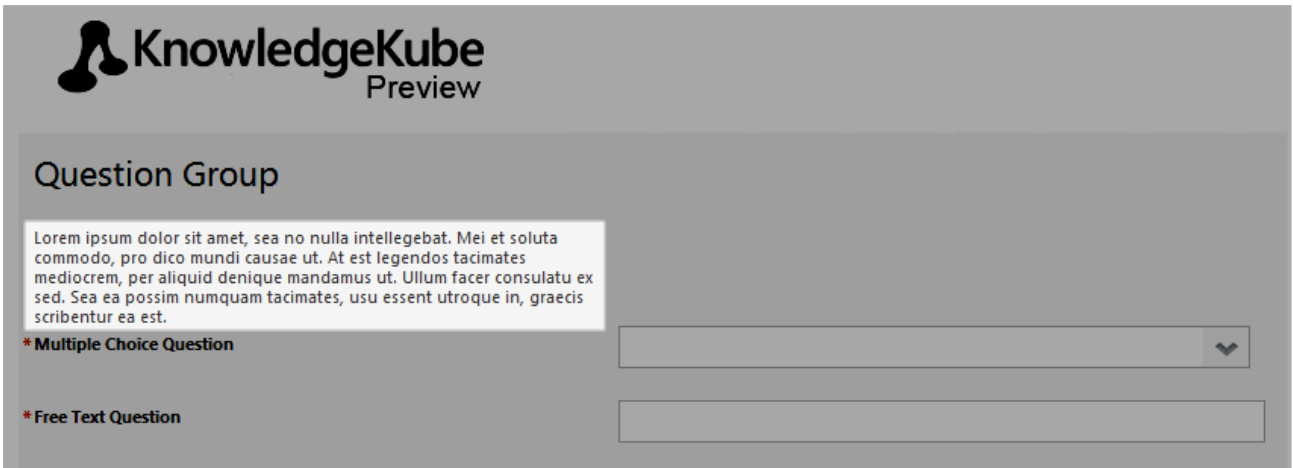 KnowledgeKube
Preview
Question Group
Lorem ipsum dolor sit amet, sea no nulla intellegebat. Mei et soluta
commodo, pro dico mundi causae ut. At est legendos tacimates
mediocrem, per aliquid denique mandamus ut. Ullum facer consulatu ex
sed. Sea ea possim numquam tacimates, usu essent utroque in, graecis
scribentur ea est.
*Multiple Choice Question
*Free Text Question